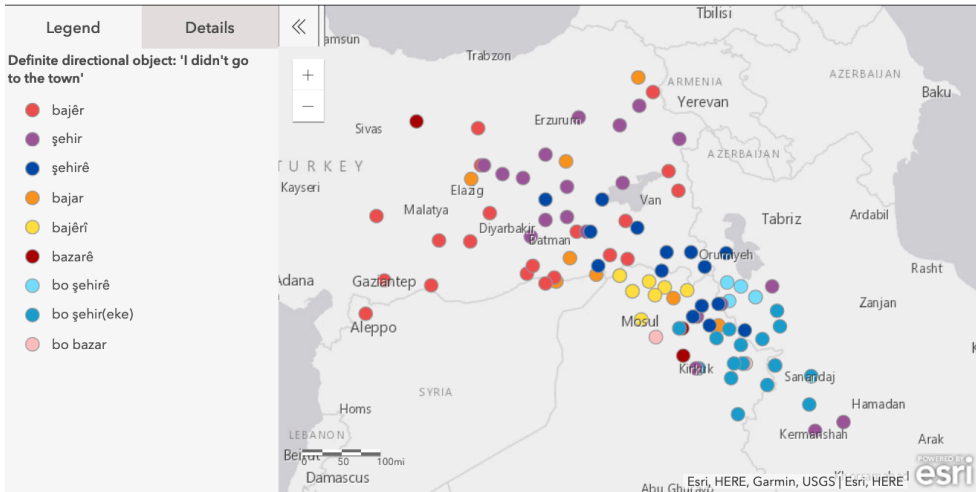 Legend
Details
Definite directional object: 'I didn't go
to the town'
bajêr
şehir
şehirê
bajar
bajêrî
bazarê
bo şehirê
bo şehir(eke)
bo bazar
+
−
amsun
Tbilisi
Trabzon
ARMENIA
AZERBAIJAN
Baku
Yerevan
Sivas
Erzurum
AZERBAIJAN
TURKEY
Kayseri
Elazig
Van
Malatya
Tabriz
Ardabil
Diyarbakir
Batman
Orumiyeh
Rasht
Adana
Gaziantep
Zanjan
Mosul
Aleppo
Kirkuk
Sanandaj
SYRIA
Homs
Hamadan
LEBANON
Kermanshah
Arak
Beirut
0 50 100mi
Damascus
POWERED BY
esri
Esri, HERE, Garmin, USGS | Esri, HERE